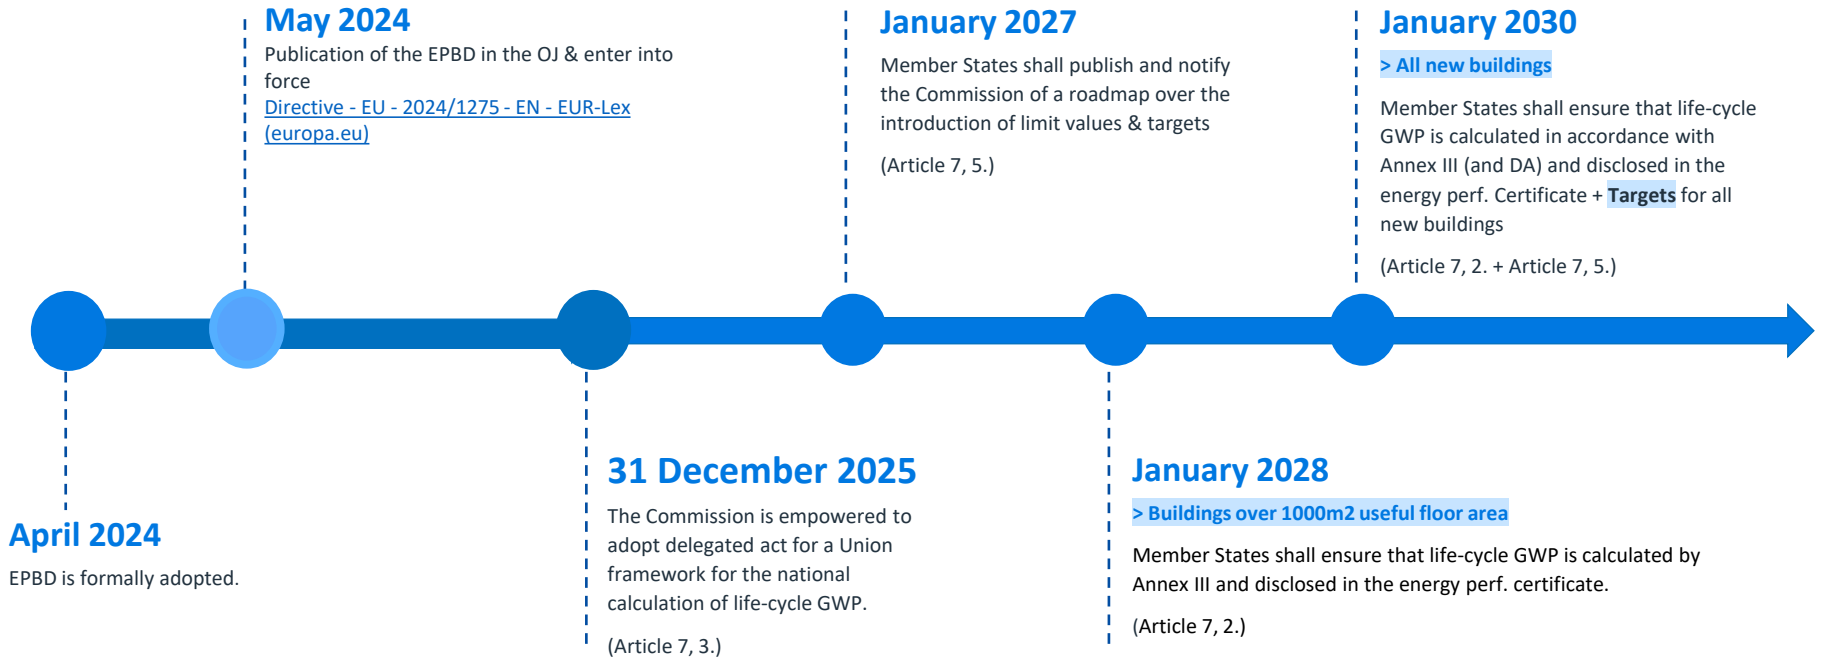 May 2024
Publication of the EPBD in the OJ & enter into
force
Directive - EU - 2024/1275 - EN - EUR-Lex
(europa.eu)
January 2027
Member States shall publish and notify
the Commission of a roadmap over the
introduction of limit values & targets
(Article 7, 5.)
January 2030
> All new buildings
Member States shall ensure that life-cycle
GWP is calculated in accordance with
Annex III (and DA) and disclosed in the
energy perf. Certificate + Targets for all
new buildings
(Article 7, 2. + Article 7, 5.)
April 2024
EPBD is formally adopted.
31 December 2025
The Commission is empowered to
adopt delegated act for a Union
framework for the national
calculation of life-cycle GWP.
(Article 7, 3.)
January 2028
> Buildings over 1000m2 useful floor area
Member States shall ensure that life-cycle GWP is calculated by
Annex III and disclosed in the energy perf. certificate.
(Article 7, 2.)